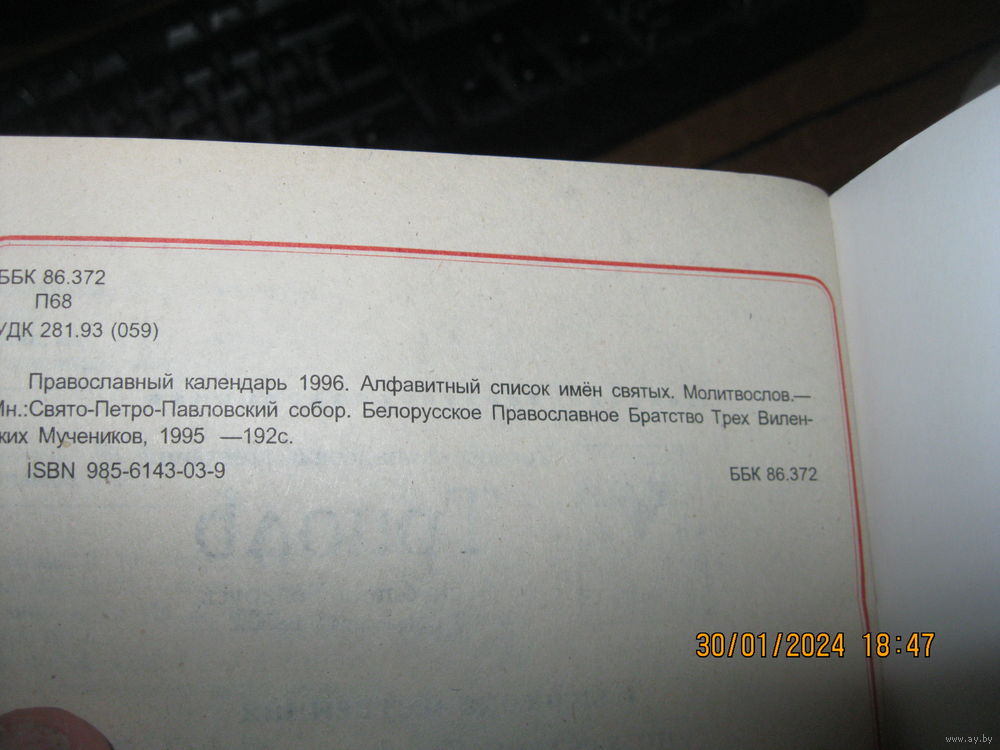 ББК 86.372
П68
УДК 281.93 (059)
Православный календарь 1996. Алфавитный список имён святых. Молитвослов.—
Мн.:Свято-Петро-Павловский собор. Белорусское Православное Братство Трех Вилен-
ких Мучеников, 1995 —192с.
ISBN 985-6143-03-9
ББК 86.372
30/01/2024 18:47
www.ay.by